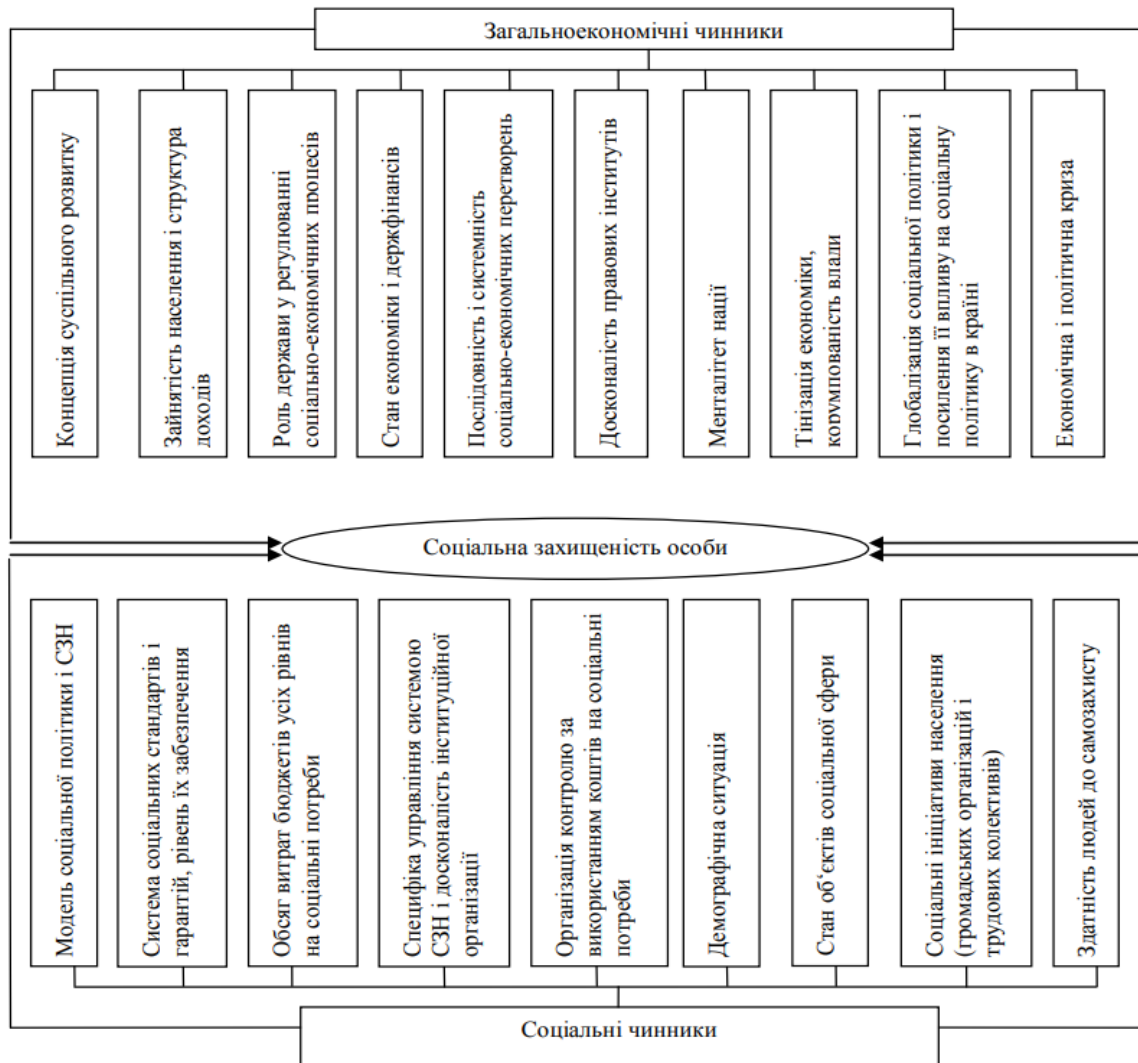 Загальноекономічні чинники
Концепція суспільного розвитку
Зайнятість населення і структура
доходів
Роль держави у регулюванні
соціально-економічних процесів
Стан економіки і держфінансів
Послідовність і системність
соціально-економічних перетворень
Досконалість правових інститутів
Менталітет нації
Тінізація економіки,
корумпованість влади
Глобалізація соціальної політики і
посилення її впливу на соціальну
політику в країні
Економічна і політична криза
Соціальна захищеність особи
Модель соціальної політики і СЗН
Система соціальних стандартів і
гарантій, рівень їх забезпечення
Обсяг витрат бюджетів усіх рівнів
на соціальні потреби
Специфіка управління системою
СЗН і досконалість інституційної
організації
Організація контролю за
використанням коштів на соціальні
потреби
Демографічна ситуація
Стан об‘єктів соціальної сфери
Соціальні ініціативи населення
(громадських організацій і
трудових колективів)
Здатність людей до самозахисту
Соціальні чинники